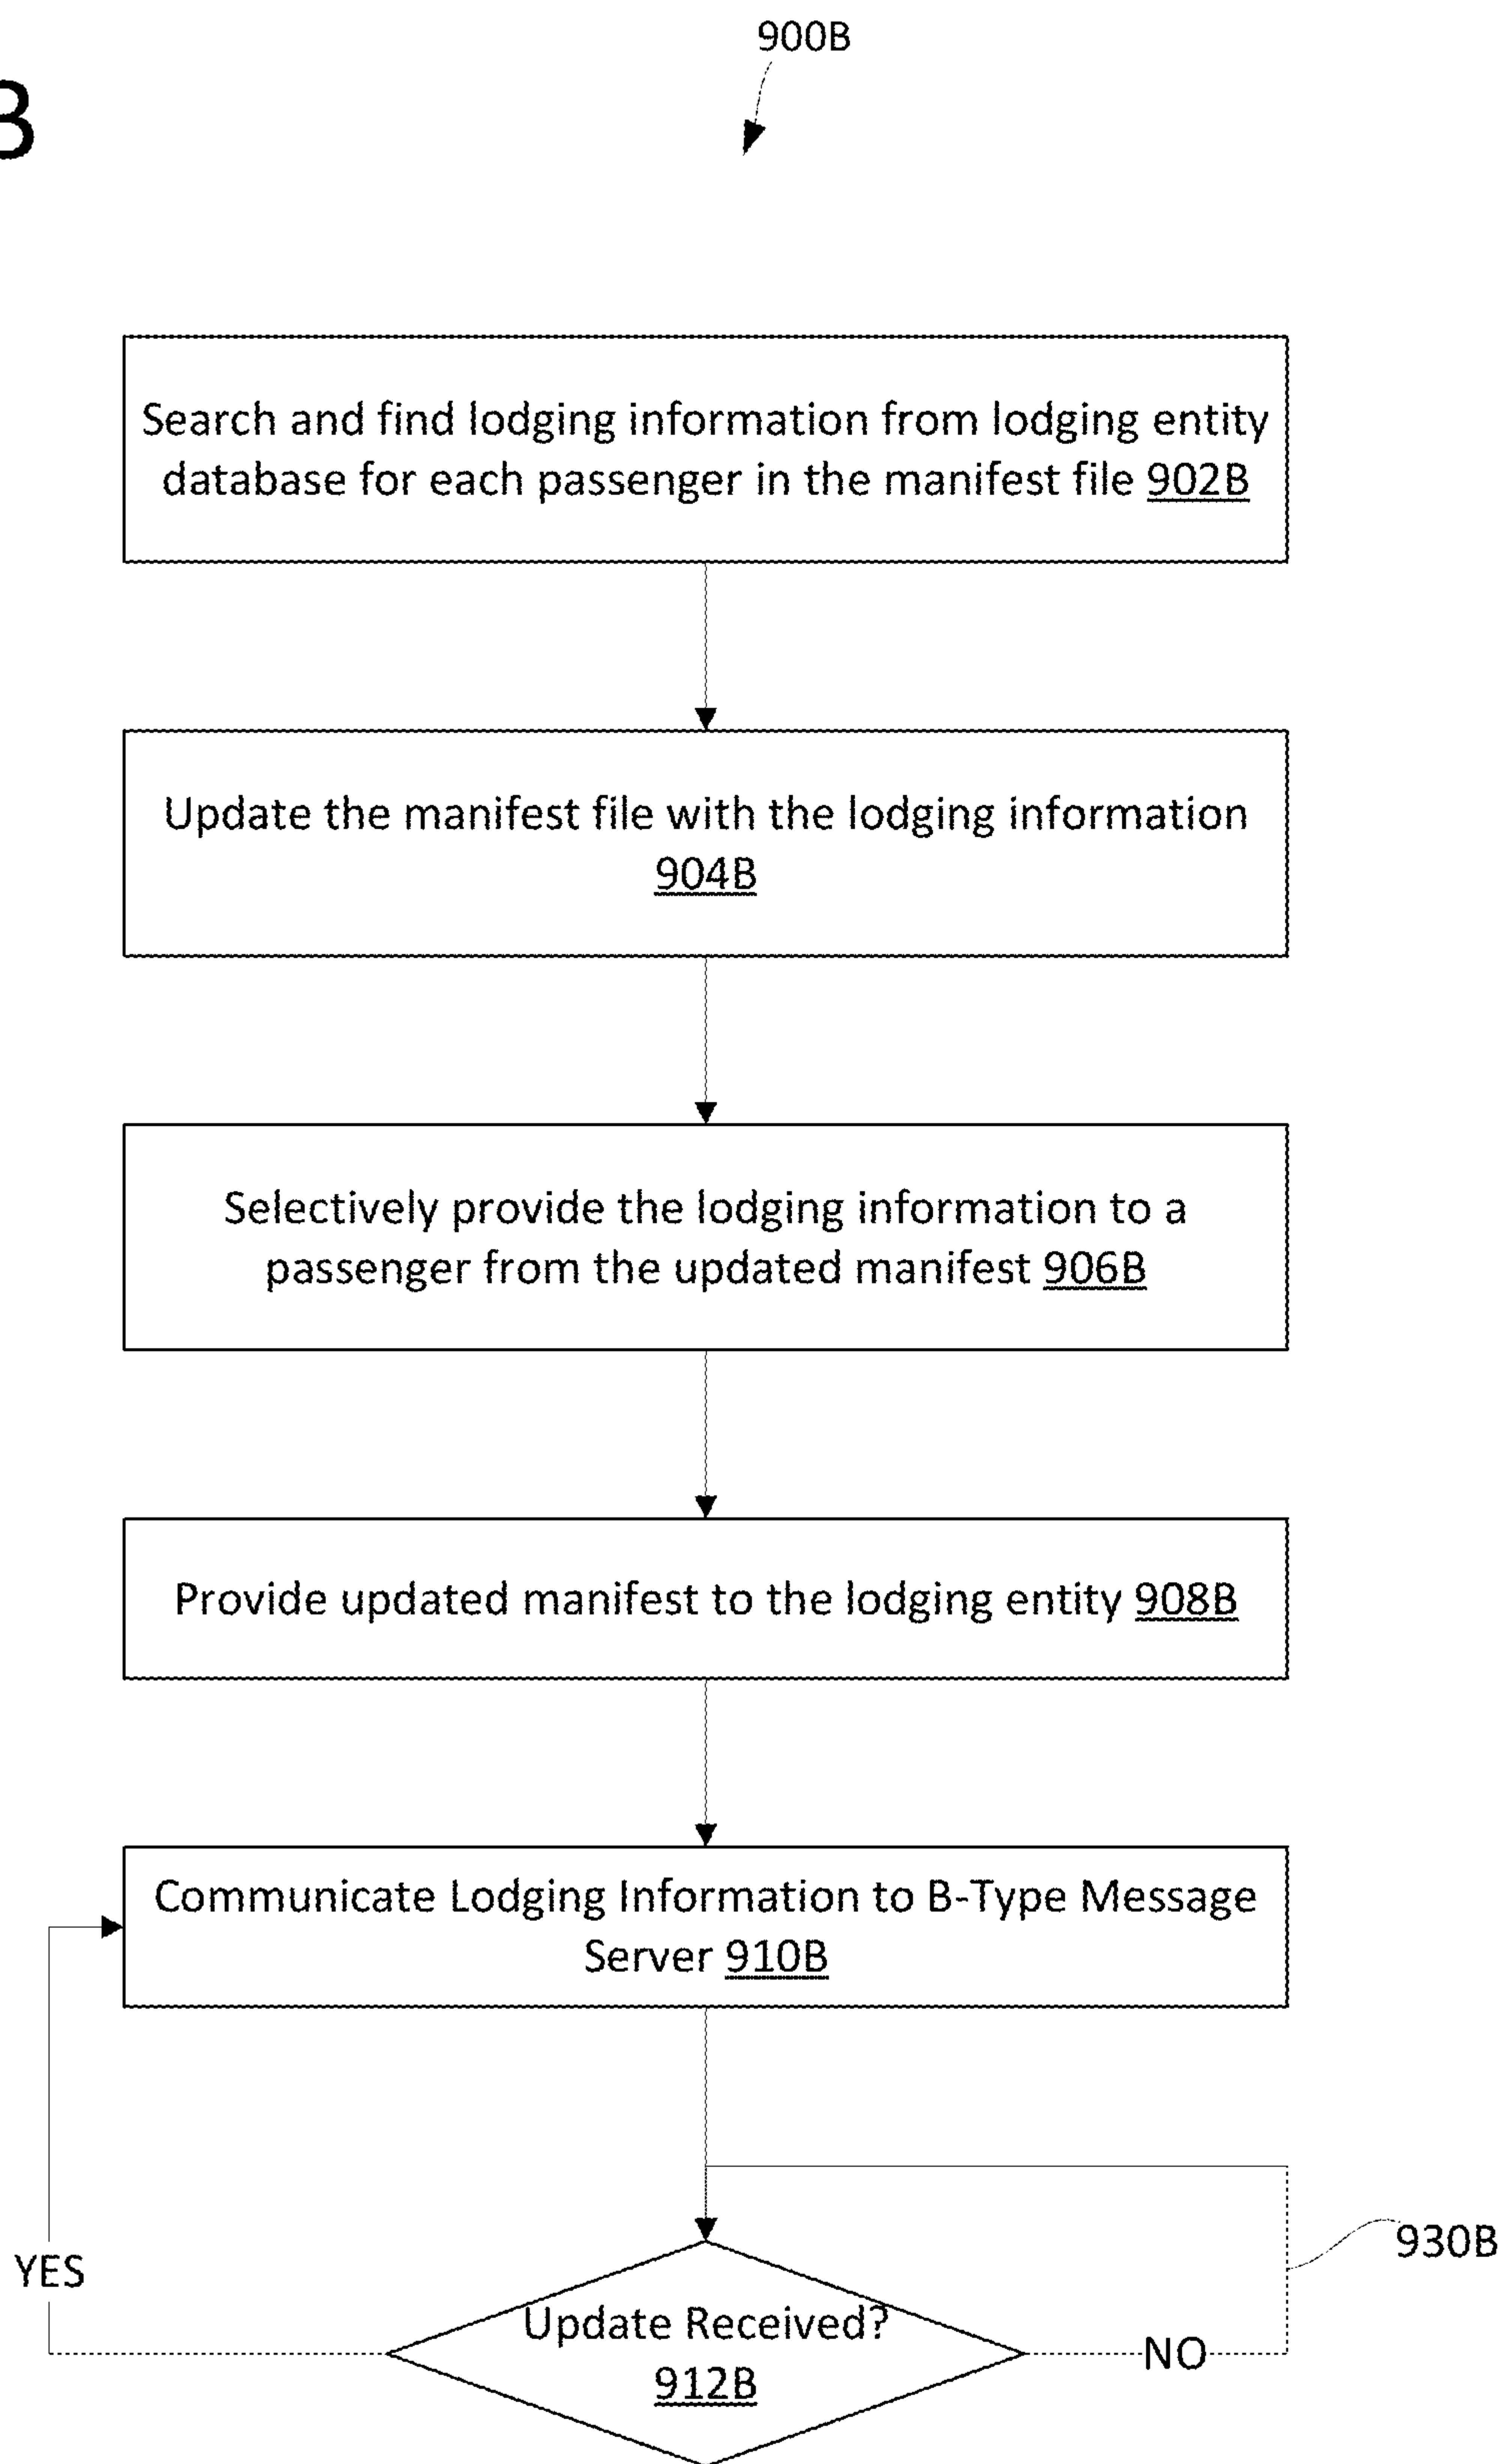 900B
B
Search and find lodging information from lodging entity
database for each passenger in the manifest file 902B
Update the manifest file with the lodging information
904B
Selectively provide the lodging information to a
passenger from the updated manifest 906B
Provide updated manifest to the lodging entity 908B
Communicate Lodging Information to B-Type Message
Server 910B
930B
YES
Update Received?
NO
912B